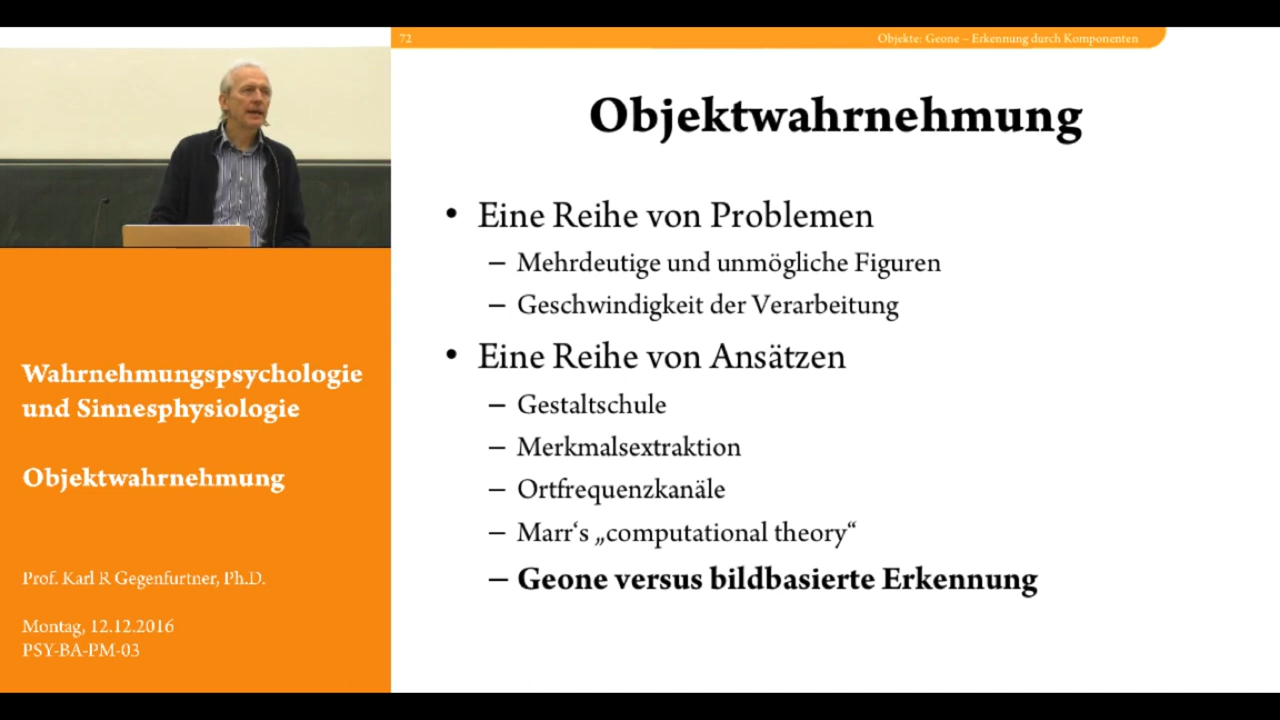 72
Objekte: Geone – Erkennung durch Komponenten
Objektwahrnehmung
• Eine Reihe von Problemen
– Mehrdeutige und unmögliche Figuren
– Geschwindigkeit der Verarbeitung
• Eine Reihe von Ansätzen
– Gestaltschule
– Merkmalsextraktion
– Ortfrequenzkanäle
– Marr‘s „computational theory“
– Geone versus bildbasierte Erkennung
Wahrnehmungspsychologie
und Sinnesphysiologie
Objektwahrnehmung
Prof. Karl R Gegenfurtner, Ph.D.
Montag, 12.12.2016
PSY-BA-PM-03